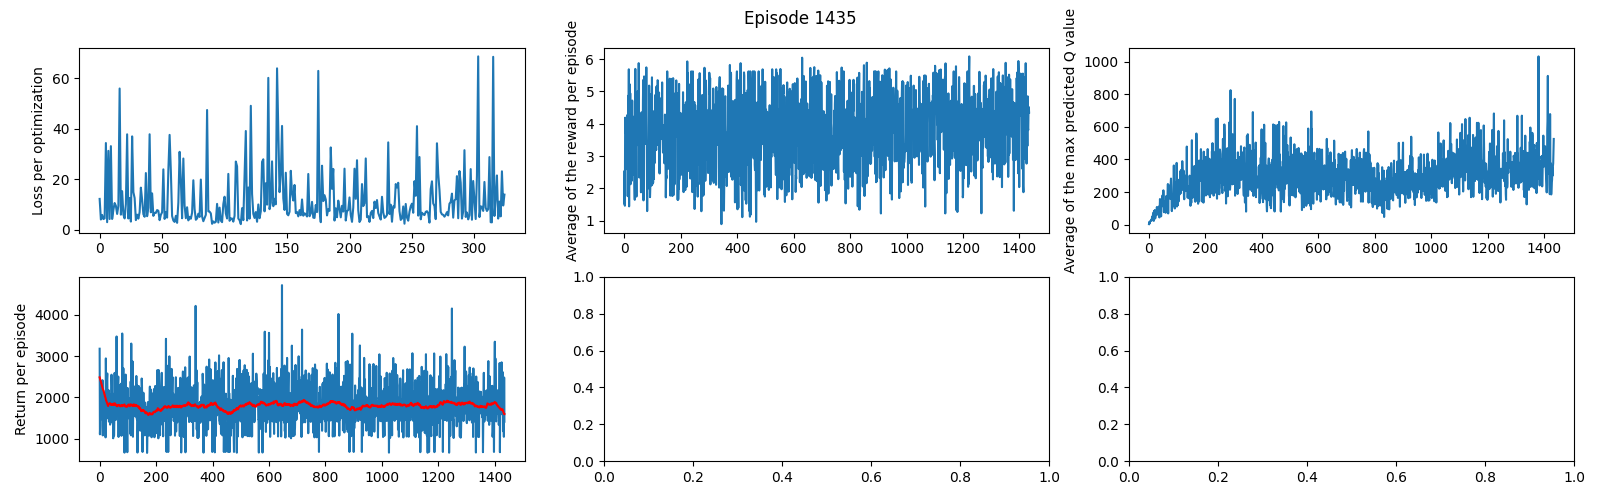 Episode 1435
Loss per optimization
60
40
20
0
0 50 100 150 200 250 300
Average of the reward per episode
6
5
4
3
2
1
0 200 400 600 800 1000 1200 1400
Average of the max predicted Q value
1000
800
600
400
200
0
0 200 400 600 800 1000 1200 1400
Return per episode
4000
3000
2000
1000
0 200 400 600 800 1000 1200 1400
1.0
0.8
0.6
0.4
0.2
0.0
0.0 0.2 0.4 0.6 0.8 1.0
1.0
0.8
0.6
0.4
0.2
0.0
0.0 0.2 0.4 0.6 0.8 1.0